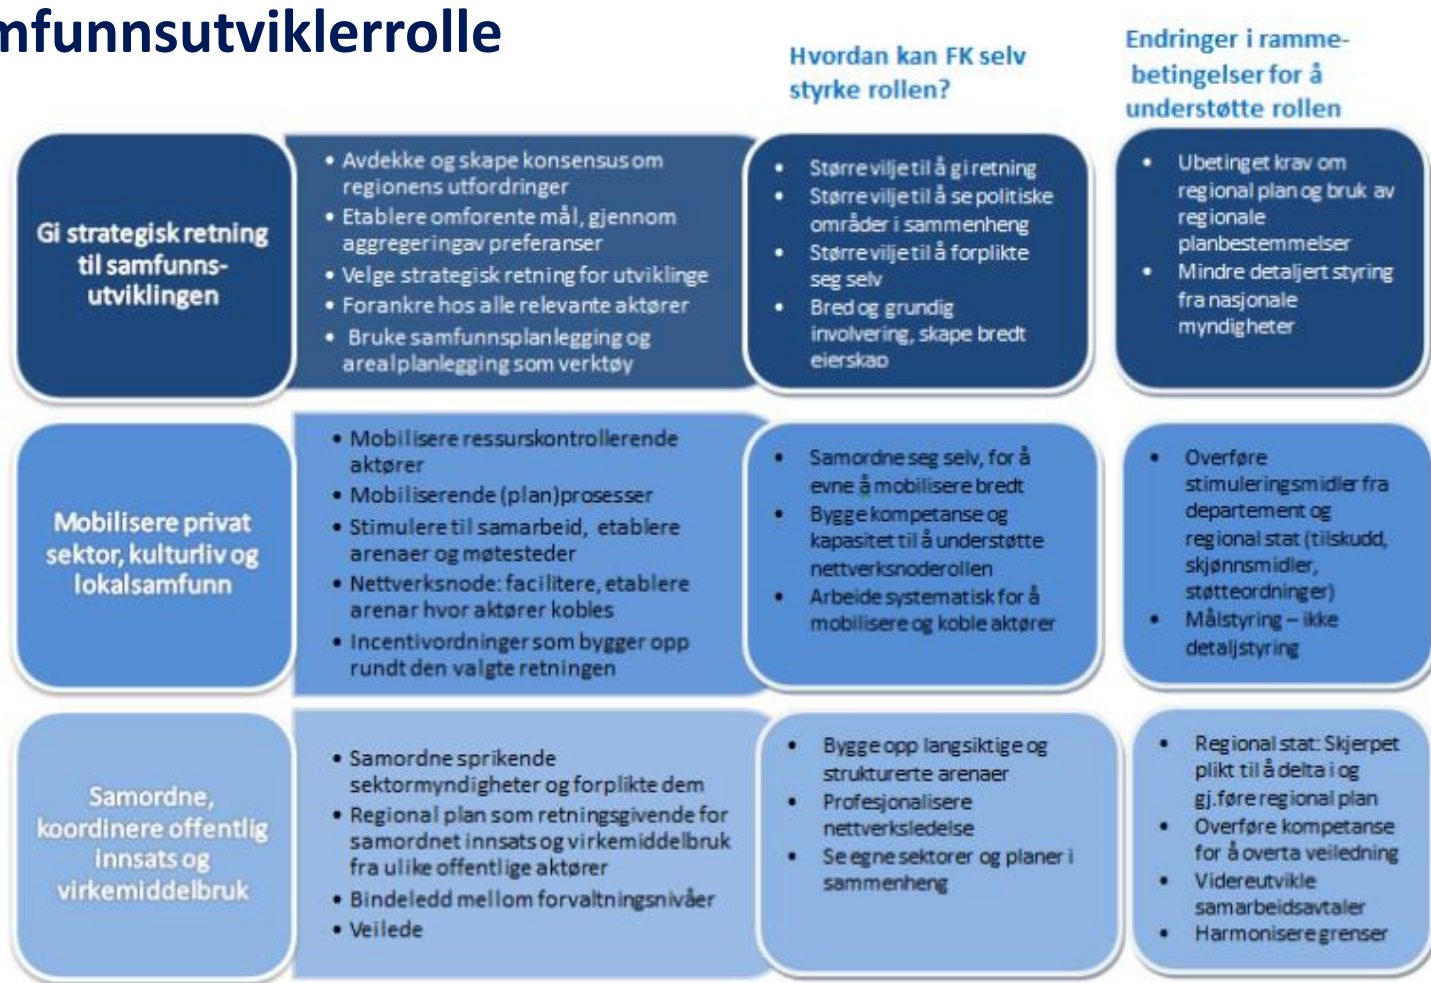 mfunnsutviklerrolle
Hvordan kan FK selv
styrke rollen?
Endringer i ramme-
betingelser for å
understøtte rollen
Gi strategisk retning
til samfunns-
utviklingen
• Avdekke og skape konsensus om
regionens utfordringer
• Etablere omforente mål, gjennom
aggregeringav preferanser
• Velge strategisk retning for utviklinge
• Forankre hos alle relevante aktører
• Bruke samfunnsplanlegging og
arealplanlegging som verktøy
• Større vilje til å gi retning
• Større vilje til å se politiske
områder i sammenheng
• Større vilje til å forplikte
seg selv
• Bred og grundig
involvering, skape bredt
eierskap
• Ubetinget krav om
regional plan og bruk av
regionale
planbestemmelser
• Mindre detaljert styring
fra nasjonale
myndigheter
Mobilisere privat
sektor, kulturliv og
lokalsamfunn
• Mobilisere ressurskontrollerende
aktører
• Mobiliserende (plan)prosesser
• Stimulere til samarbeid, etablere
arenaer og møtesteder
• Nettverksnode: facilitere, etablere
arenar hvor aktører kobles
• Incentivordninger som bygger opp
rundt den valgte retningen
• Samordne seg selv, for å
evne å mobilisere bredt
• Bygge kompetanse og
kapasitet til å understøtte
nettverksnoderollen
• Arbeide systematisk for å
mobilisere og koble aktører
• Overføre
stimuleringsmidler fra
departement og
regional stat (tilskudd,
skjønnsmidler,
støtteordninger)
• Målstyring – ikke
detaljstyring
Samordne,
koordinere offentlig
innsats og
virkemiddelbruk
• Samordne sprikende
sektormyndigheter og forplikte dem
• Regional plan som retningsgivende for
samordnet innsats og virkemiddelbruk
fra ulike offentlige aktører
• Bindeledd mellom forvaltningsnivåer
• Veilede
• Bygge opp langsiktige og
strukturerte arenaer
• Profesjonalisere
nettverksledelse
• Se egne sektorer og planer i
sammenheng
• Regional stat: Skjerpet
plikt til å delta i og
gj.føre regional plan
• Overføre kompetanse
for å overta veiledning
• Videreutvikle
samarbeidsavtaler
• Harmonisere grenser